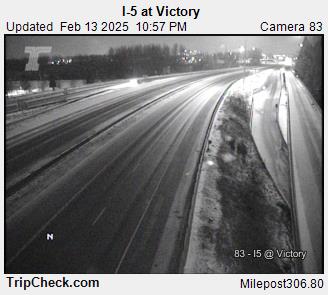 I-5 at Victory
Updated  Feb 13 2025  10:57 PM
Camera 83
T
N
83 - I5 @ Victory
TripCheck.com
Milepost306.80